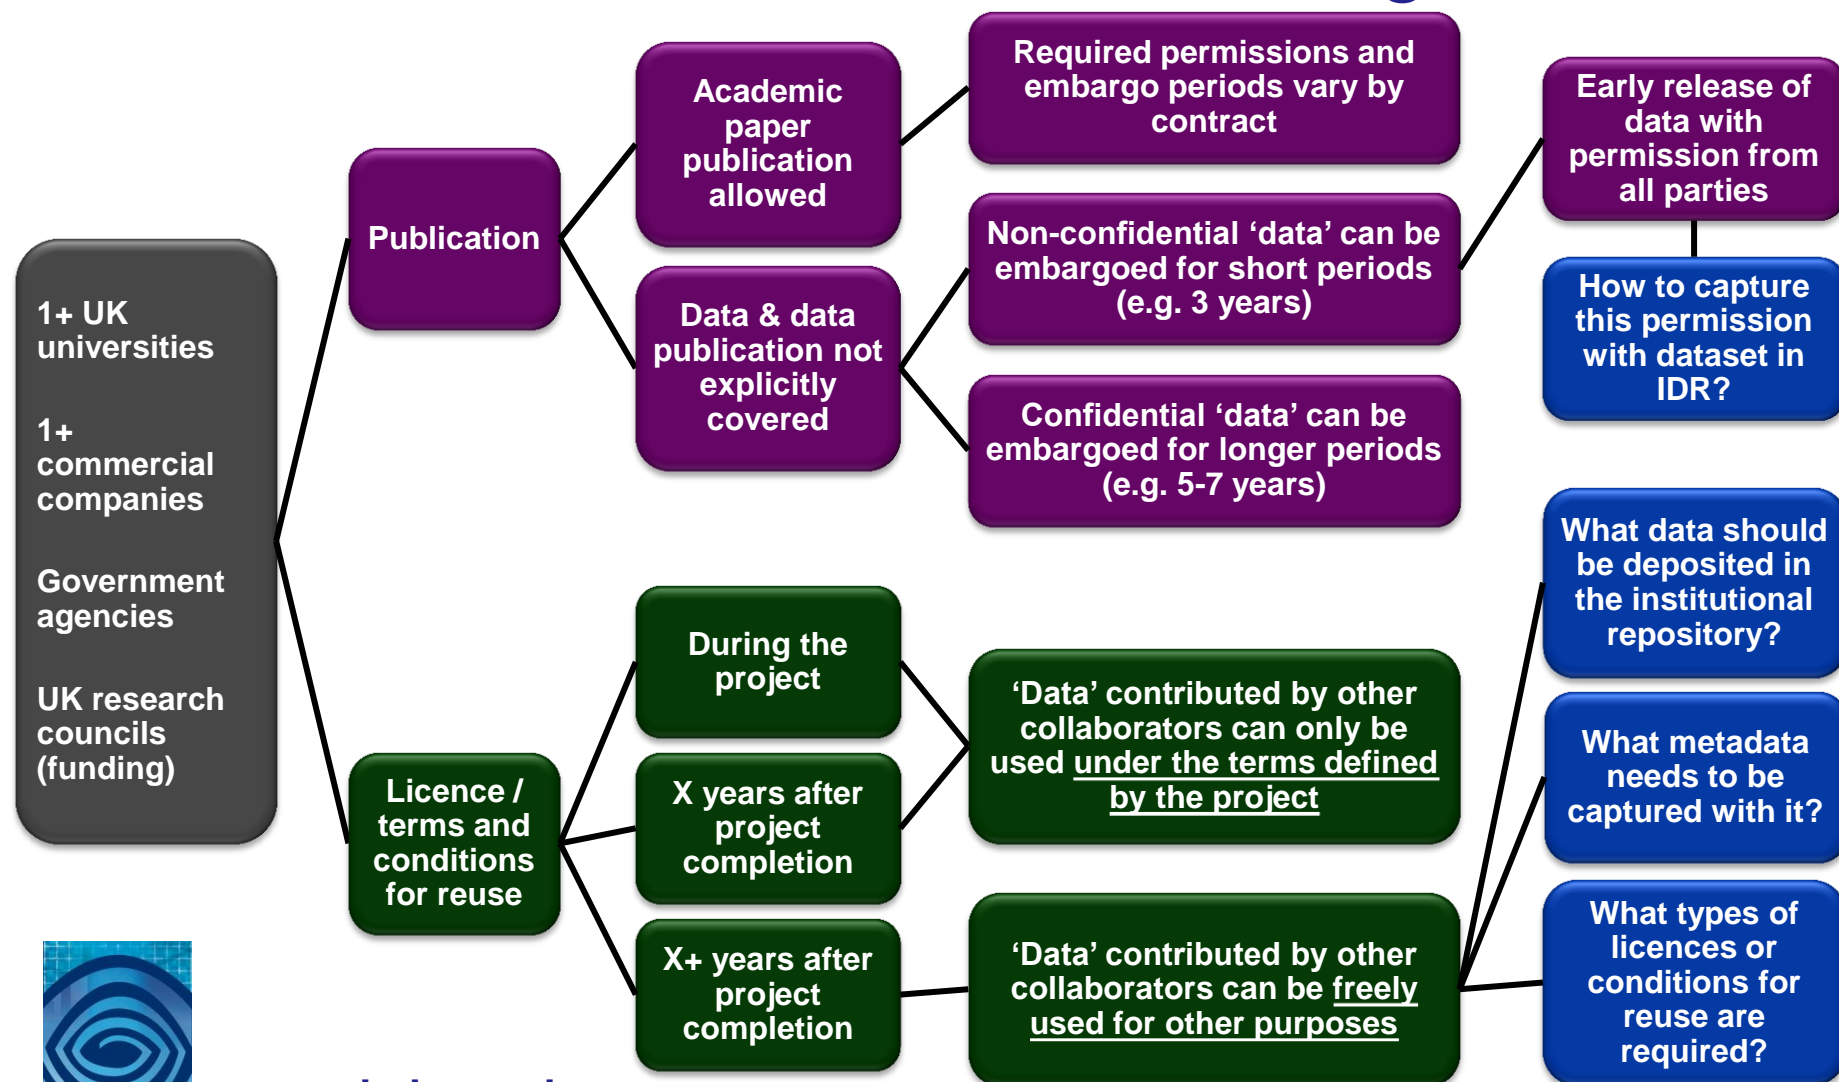 1+ UK
universities
1+
commercial
companies
Government
agencies
UK research
councils
(funding)
Publication
Academic
paper
publication
allowed
Required permissions and
embargo periods vary by
contract
Data & data
publication not
explicitly
covered
Non-confidential ‘data’ can be
embargoed for short periods
(e.g. 3 years)
Confidential ‘data’ can be
embargoed for longer periods
(e.g. 5-7 years)
Early release of
data with
permission from
all parties
How to capture
this permission
with dataset in
IDR?
Licence /
terms and
conditions
for reuse
During the
project
X years after
project
completion
X+ years after
project
completion
‘Data’ contributed by other
collaborators can only be
used under the terms defined
by the project
‘Data’ contributed by other
collaborators can be freely
used for other purposes
What data should
be deposited in
the institutional
repository?
What metadata
needs to be
captured with it?
What types of
licences or
conditions for
reuse are
required?